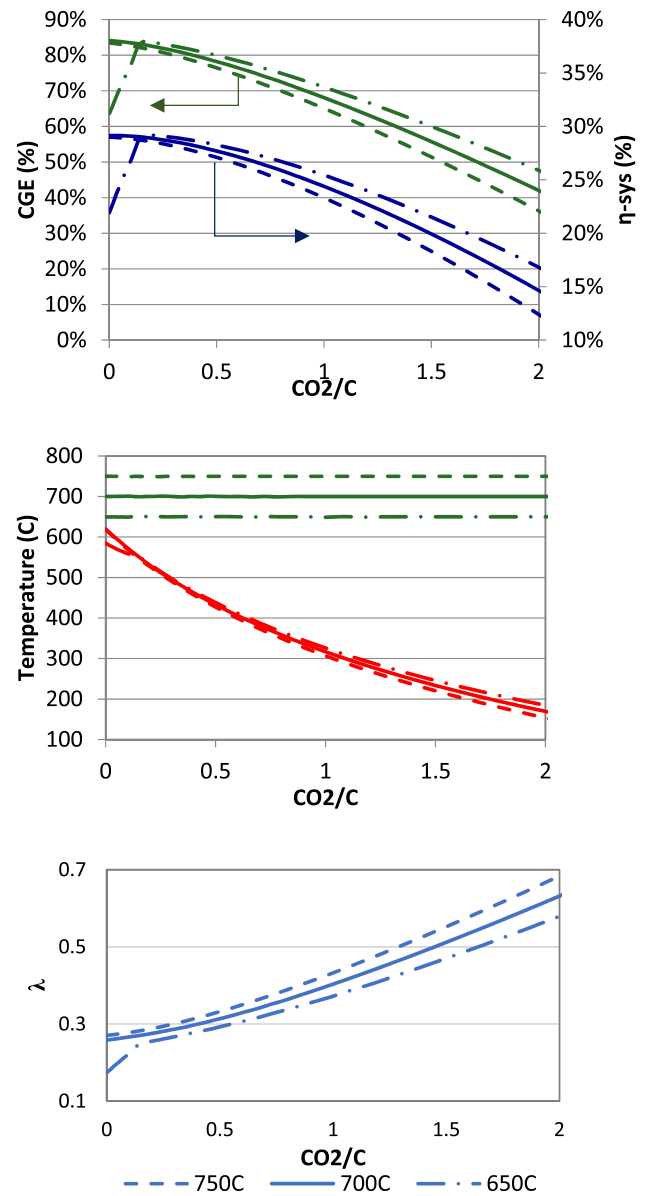 90% 40%
80% 35%
70%
60% 30%
50% 25%
40%
30% 20%
20% 15%
10%
0% 10%
CGE (%)
η-sys (%)
0 0.5 1 1.5 2
CO2/C
800
700
600
500
400
300
200
100
Temperature (C)
0 0.5 1 1.5 2
CO2/C
0.7
0.5
0.3
0.1
λ
0 0.5 1 1.5 2
CO2/C
750C 700C 650C